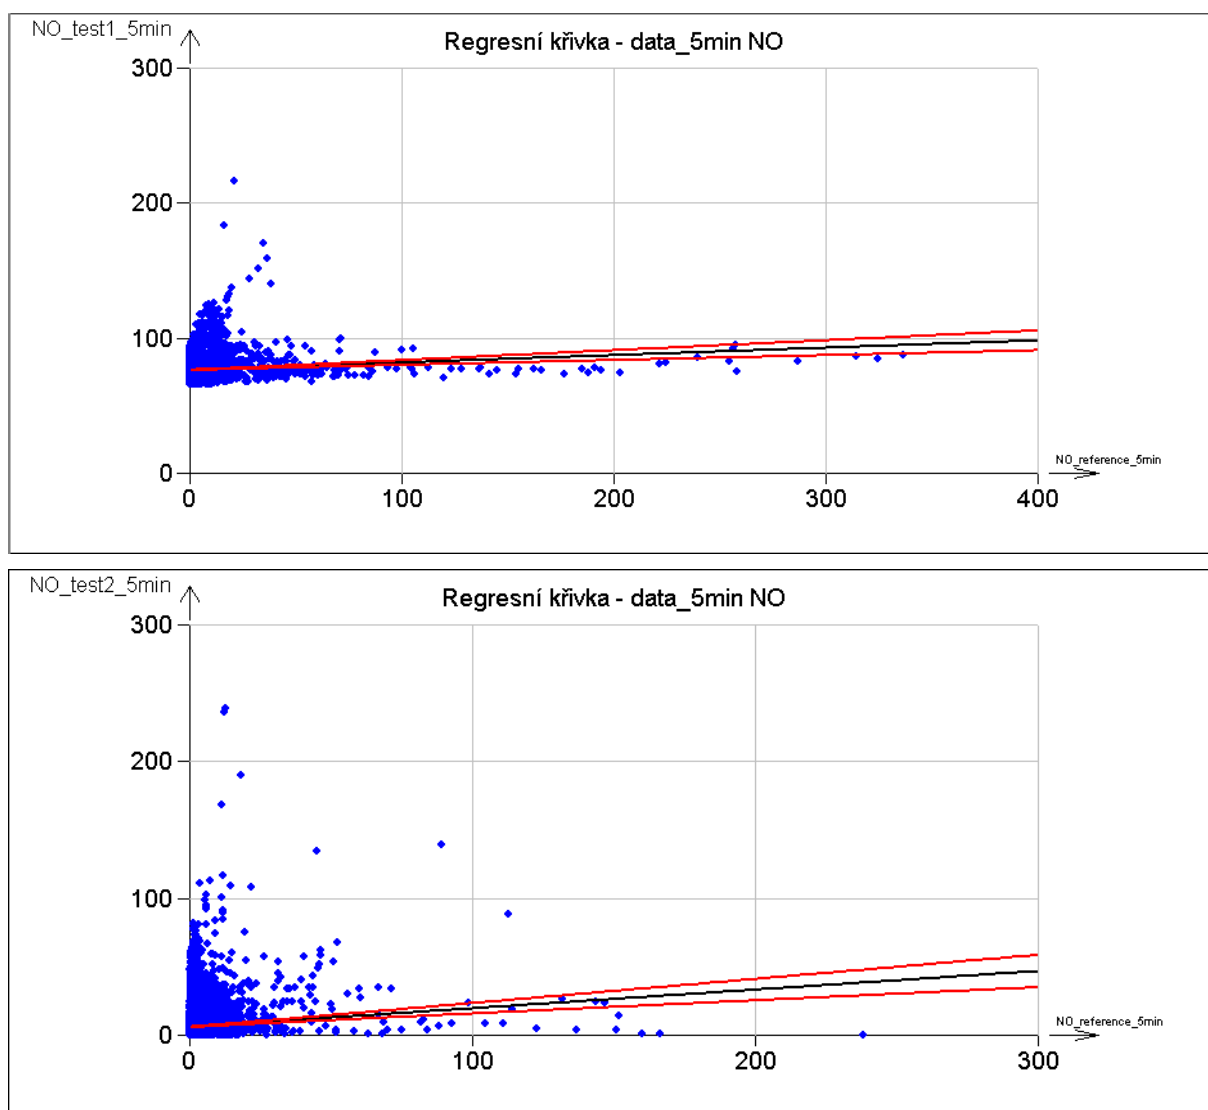 NO_test1_5min
Regresní křivka - data_5min NO
300
200
100
0
NO_reference_5min
0 100 200 300 400
NO_test2_5min
Regresní křivka - data_5min NO
300
200
100
0
NO_reference_5min
0 100 200 300